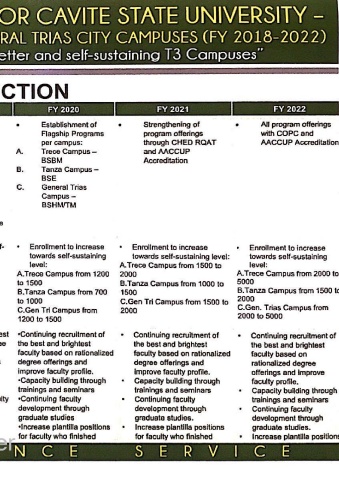 OR CAVITE STATE UNIVERSITY –
RAL TRIAS CITY CAMPUSES (FY 2018-2022)
etter and self-sustaining T3 Campuses"
CTION
FY 2020
• Establishment of
Flagship Programs
per campus:
A. Trece Campus –
BSBM
B. Tanza Campus –
BSE
C. General Trias
Campus –
BSHM/TM
• Enrollment to increase
towards self-sustaining
level:
A.Trece Campus from 1200
to 1500
B.Tanza Campus from 700
to 1000
C.Gen Tri Campus from
1200 to 1500
•Continuing recruitment of
the best and brightest
faculty based on rationalized
degree offerings and
improve faculty profile.
•Capacity building through
trainings and seminars
•Continuing faculty
development through
graduate studies
•Increase plantilla positions
for faculty who finished
FY 2021
• Strengthening of
program offerings
through CHED RQAT
and AACCUP
Accreditation
• Enrollment to increase
towards self-sustaining
level:
A.Trece Campus from 1500 to
2000
B.Tanza Campus from 1000 to
1500
C.Gen Tri Campus from 1500 to
2000
• Continuing recruitment of
the best and brightest
faculty based on rationalized
degree offerings and
improve faculty profile.
• Capacity building through
trainings and seminars
• Continuing faculty
development through
graduate studies.
• Increase plantilla positions
for faculty who finished
FY 2022
• All program offerings
with COPC and
AACCUP Accreditation
• Enrollment to increase
towards self-sustaining
level:
A.Trece Campus from 2000 to
5000
B.Tanza Campus from 1500 to
2000
C.Gen. Trias Campus from
2000 to 5000
• Continuing recruitment of
the best and brightest
faculty based on
rationalized degree
offerings and improve
faculty profile.
• Capacity building through
trainings and seminars
• Continuing faculty
development through
graduate studies.
• Increase plantilla positions
NCE SERVICE